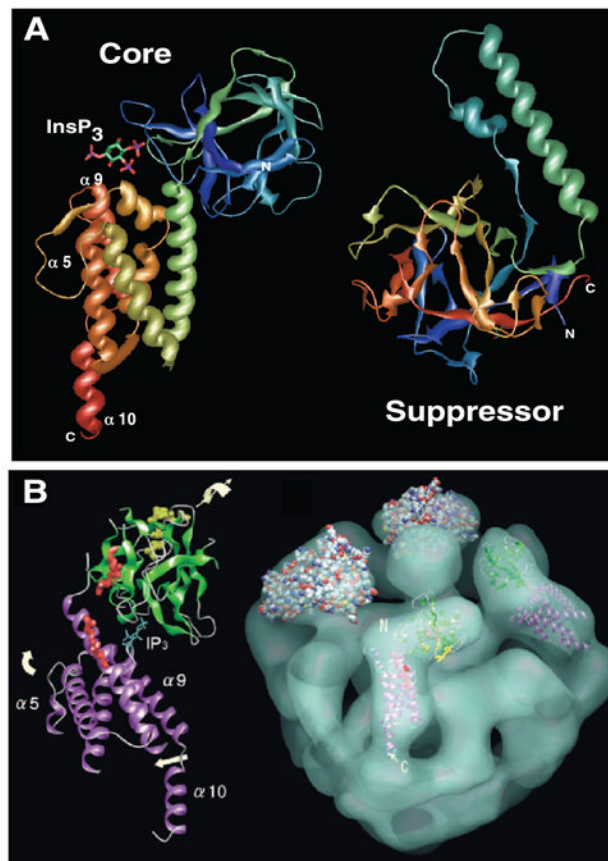 A
Core
InsP3
N
α 9
α 5
α 10
C
C
N
Suppressor
B
IP3
α 9
α 5
α 10
N
C